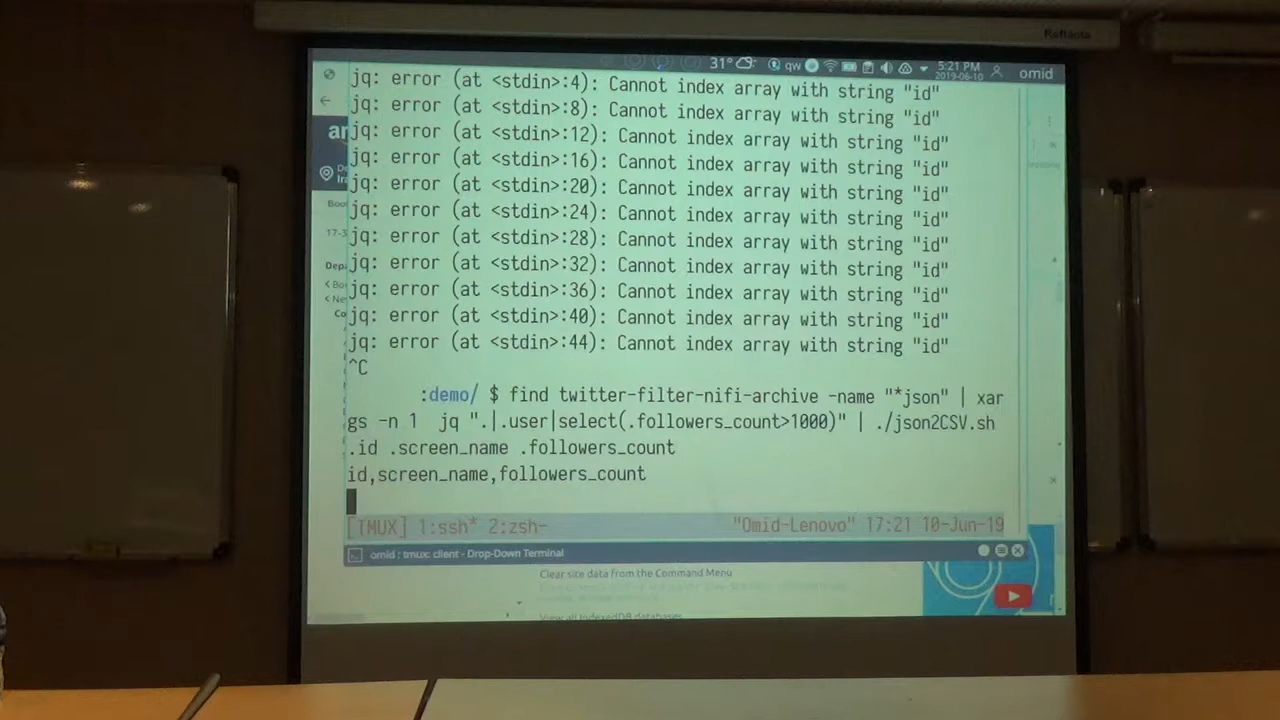 Reflecta
31° qw 5:21 PM
2019-06-10 omid
jq: error (at <stdin>:4): Cannot index array with string "id"
jq: error (at <stdin>:8): Cannot index array with string "id"
jq: error (at <stdin>:12): Cannot index array with string "id"
jq: error (at <stdin>:16): Cannot index array with string "id"
jq: error (at <stdin>:20): Cannot index array with string "id"
jq: error (at <stdin>:24): Cannot index array with string "id"
jq: error (at <stdin>:28): Cannot index array with string "id"
jq: error (at <stdin>:32): Cannot index array with string "id"
jq: error (at <stdin>:36): Cannot index array with string "id"
jq: error (at <stdin>:40): Cannot index array with string "id"
jq: error (at <stdin>:44): Cannot index array with string "id"
^C
:demo/ $ find twitter-filter-nifi-archive -name "*json" | xar
gs -n 1 jq ".|.user|select(.followers_count>1000)" | ./json2CSV.sh
.id .screen_name .followers_count
id,screen_name,followers_count
[TMUX] 1:ssh* 2:zsh- "Omid-Lenovo" 17:21 10-Jun-19
omid : tmux: client - Drop-Down Terminal
Clear site data from the Command Menu
View all IndexedDB databases